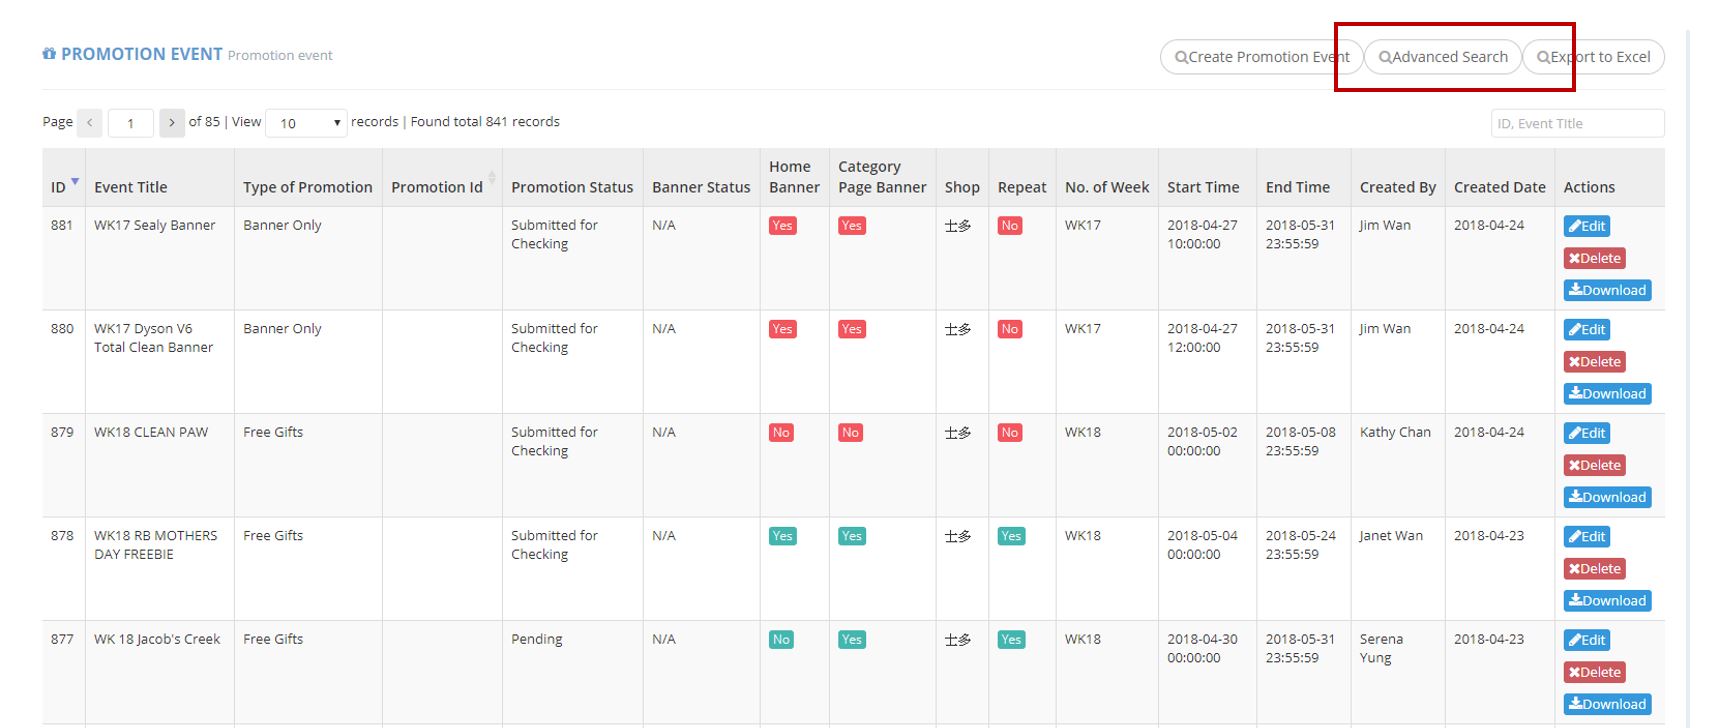 PROMOTION EVENT Promotion event
Create Promotion Event Advanced Search Export to Excel
Page < 1 > of 85 | View 10 records | Found total 841 records
ID, Event Title
ID Event Title Type of Promotion Promotion Id Promotion Status Banner Status Home Banner Category Page Banner Shop Repeat No. of Week Start Time End Time Created By Created Date Actions
881 WK17 Sealy Banner Banner Only Submitted for Checking N/A Yes Yes 士多 No WK17 2018-04-27 10:00:00 2018-05-31 23:55:59 Jim Wan 2018-04-24 Edit
Delete
Download
880 WK17 Dyson V6 Total Clean Banner Banner Only Submitted for Checking N/A Yes Yes 士多 No WK17 2018-04-27 12:00:00 2018-05-31 23:55:59 Jim Wan 2018-04-24 Edit
Delete
Download
879 WK18 CLEAN PAW Free Gifts Submitted for Checking N/A No No 士多 No WK18 2018-05-02 00:00:00 2018-05-08 23:55:59 Kathy Chan 2018-04-24 Edit
Delete
Download
878 WK18 RB MOTHERS DAY FREEBIE Free Gifts Submitted for Checking N/A Yes Yes 士多 Yes WK18 2018-05-04 00:00:00 2018-05-24 23:55:59 Janet Wan 2018-04-23 Edit
Delete
Download
877 WK 18 Jacob's Creek Free Gifts Pending N/A No Yes 士多 Yes WK18 2018-04-30 00:00:00 2018-05-31 23:55:59 Serena Yung 2018-04-23 Edit
Delete
Download